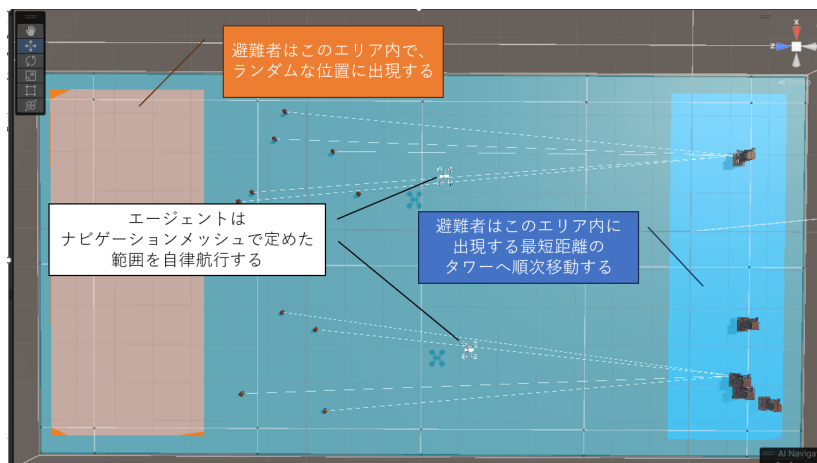 避難者はこのエリア内で、
ランダムな位置に出現する
x
z
Persp
エージェントは
ナビゲーションメッシュで定めた
範囲を自律航行する
避難者はこのエリア内に
出現する最短距離の
タワーへ順次移動する
AI Naviga